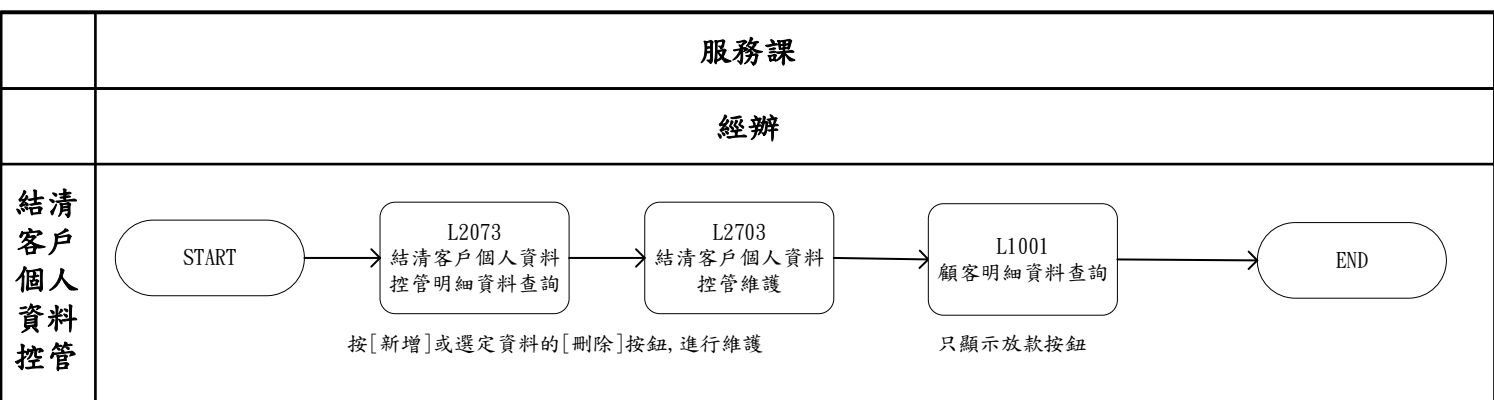 服務課
經辦
結清
客戶
個人
資料
控管
START
L2073
結清客戶個人資料
控管明細資料查詢
L2703
結清客戶個人資料
控管維護
L1001
顧客明細資料查詢
END
按[新增]或選定資料的[刪除]按鈕,進行維護
只顯示放款按鈕